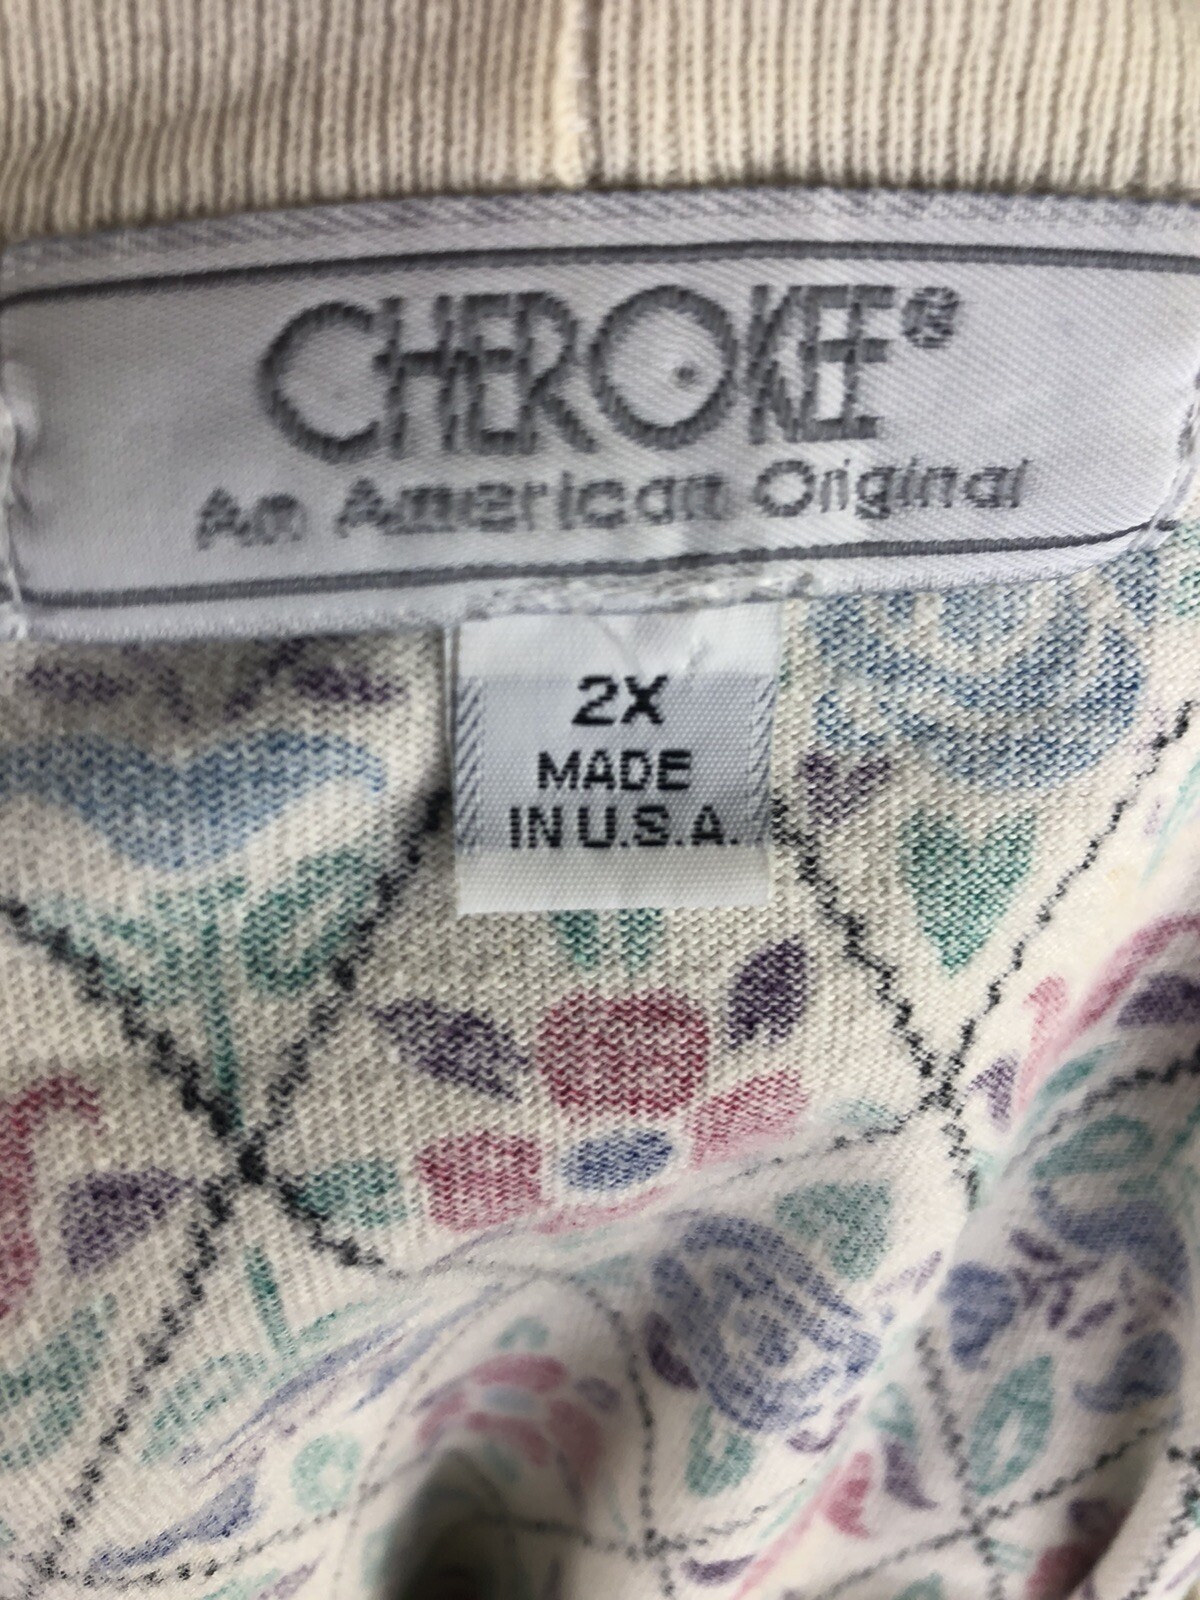 CHEROKEE®
An American Original
2X
MADE
IN U.S.A.